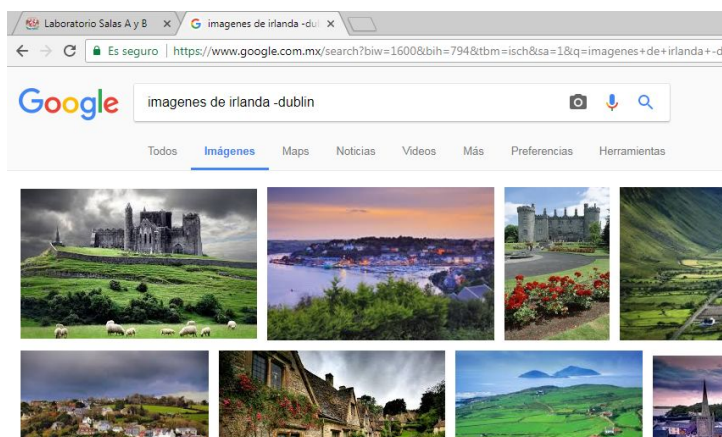 Laboratorio Salas A y B
imagenes de irlanda -dul
Es seguro
https://www.google.com.mx/search?biw=1600&bih=794&tbm=isch&sa=1&q=imagenes+de+irlanda+-d
Google
imagenes de irlanda -dublin
Todos Imágenes Maps Noticias Videos Más Preferencias Herramientas